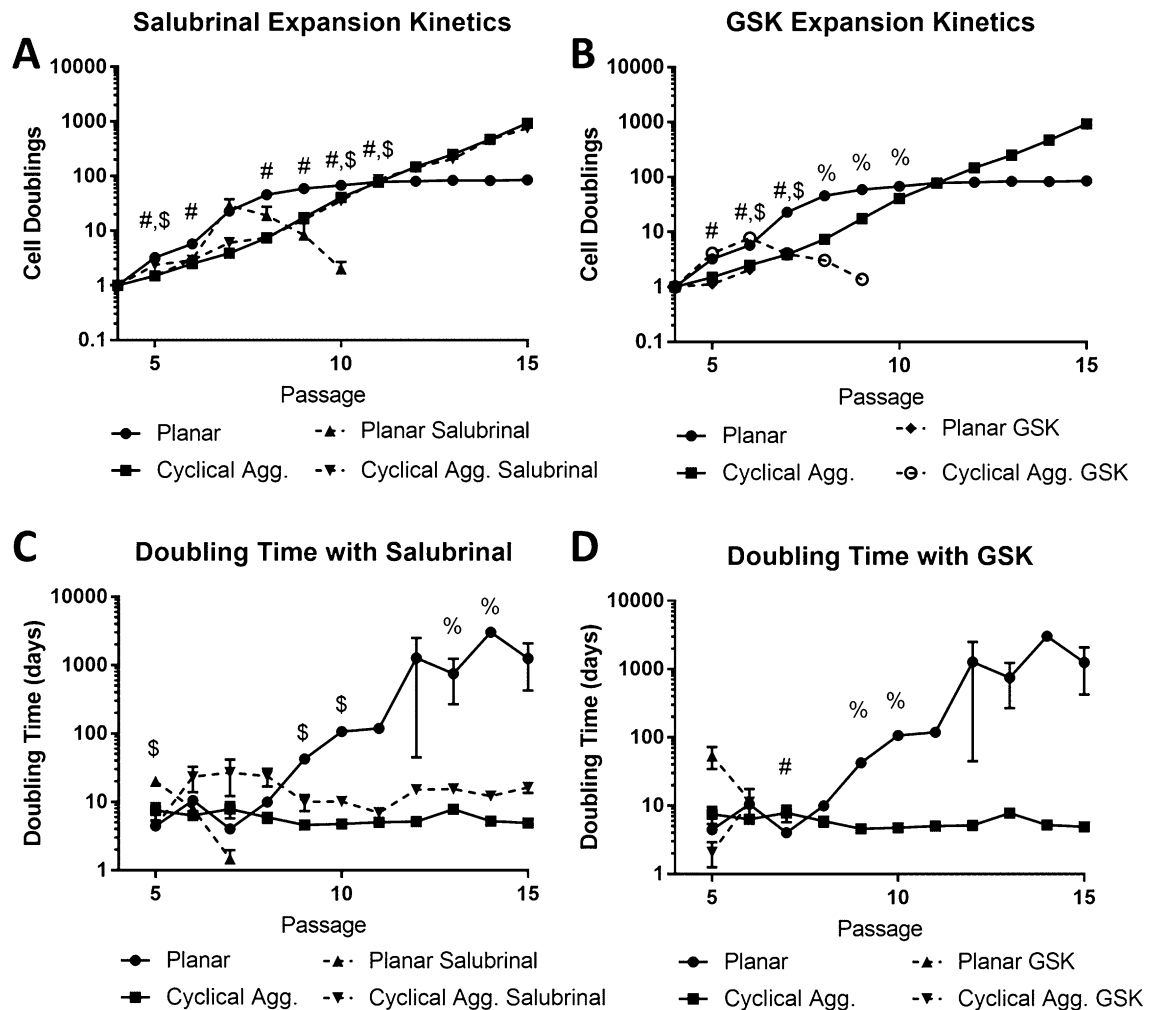 Salubrinal Expansion Kinetics
A
10000
1000
100
10
1
0.1
Cell Doublings
#,$
#
#
#
#,$
#,$
5
10
15
Passage
Planar
Planar Salubrinal
Cyclical Agg.
Cyclical Agg. Salubrinal
GSK Expansion Kinetics
B
10000
1000
100
10
1
0.1
Cell Doublings
#
#,$
#,$
%
%
%
5
10
15
Passage
Planar
Planar GSK
Cyclical Agg.
Cyclical Agg. GSK
C
Doubling Time with Salubrinal
10000
1000
100
10
1
Doubling Time (days)
$
$
$
%
%
5
10
15
Passage
Planar
Planar Salubrinal
Cyclical Agg.
Cyclical Agg. Salubrinal
D
Doubling Time with GSK
10000
1000
100
10
1
Doubling Time (days)
#
%
%
5
10
15
Passage
Planar
Planar GSK
Cyclical Agg.
Cyclical Agg. GSK